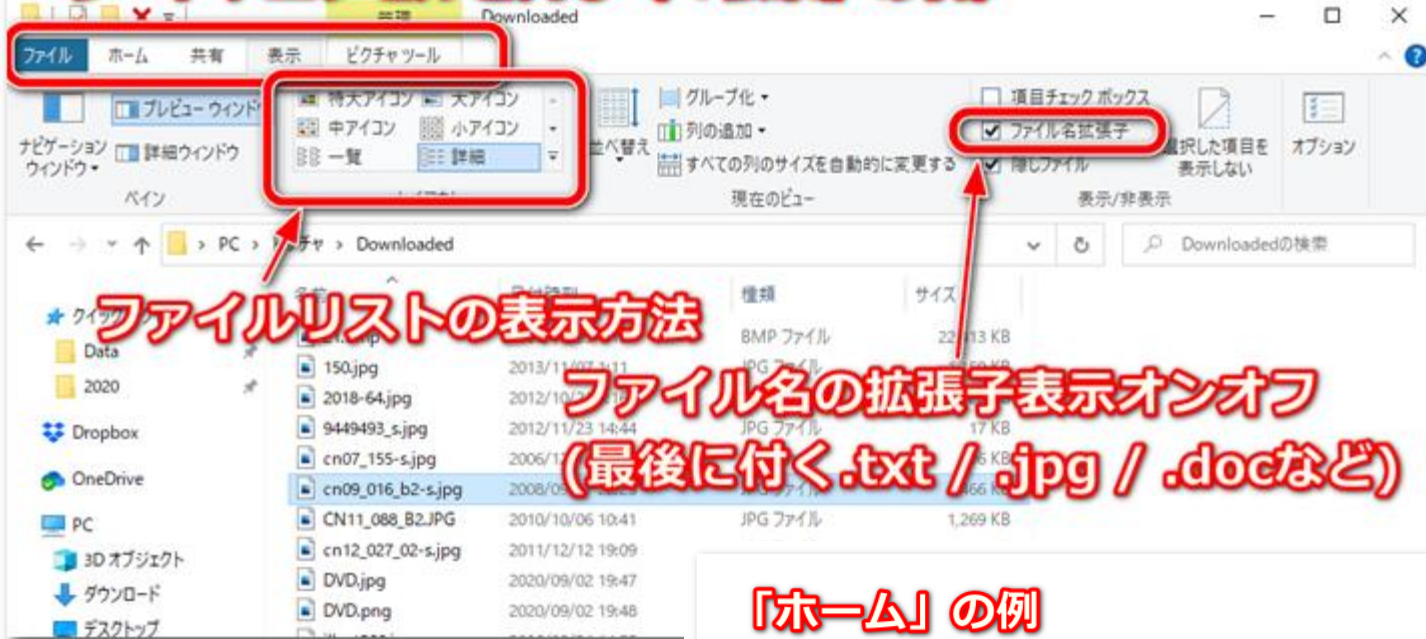 管理 Downloaded
ファイル ホーム 共有 表示 ピクチャ ツール
プレビュー ウィンドウ
詳細ウィンドウ
ナビゲーション
ウィンドウ
ペイン
特大アイコン 大アイコン
中アイコン 小アイコン
一覧 詳細
並べ替え
グループ化
列の追加
すべての列のサイズを自動的に変更する
現在のビュー
項目チェック ボックス
ファイル名拡張子
隠しファイル
選択した項目を
表示しない
表示/非表示
オプション
PC > > Downloaded
Downloadedの検索
ファイルリストの表示方法
ファイル名の拡張子表示オンオフ
(最後に付く.txt / .jpg / .docなど)
種類 サイズ
Data
2020
Dropbox
OneDrive
PC
3D オブジェクト
ダウンロード
デスクトップ
BMP ファイル
150.jpg
2018-64.jpg
9449493_s.jpg 2012/11/23 14:44 JPG ファイル 17 KB
cn07_155-s.jpg
cn09_016_b2-s.jpg
CN11_088_B2.JPG 2010/10/06 10:41 JPG ファイル 1,269 KB
cn12_027_02-s.jpg 2011/12/12 19:09
DVD.jpg 2020/09/02 19:47
DVD.png 2020/09/02 19:48
「ホーム」の例